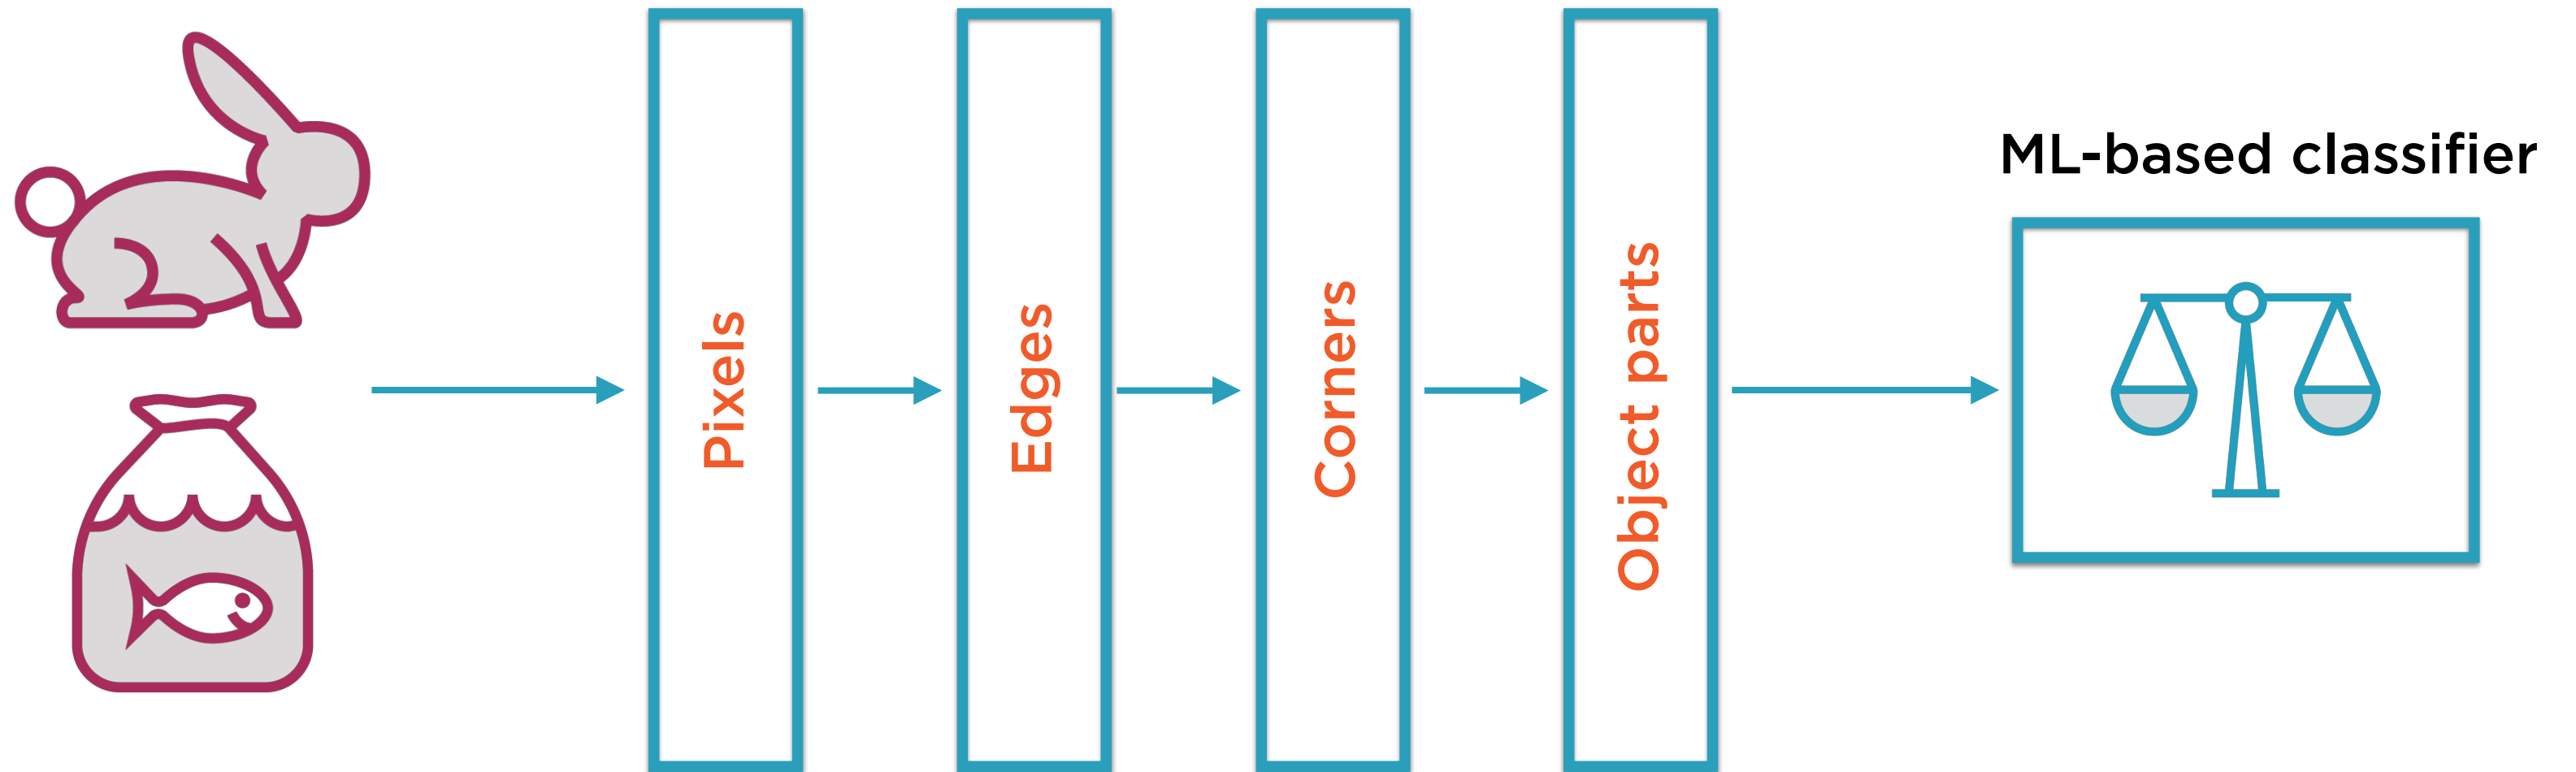 Pixels
Edges
Corners
Object parts
ML-based classifier